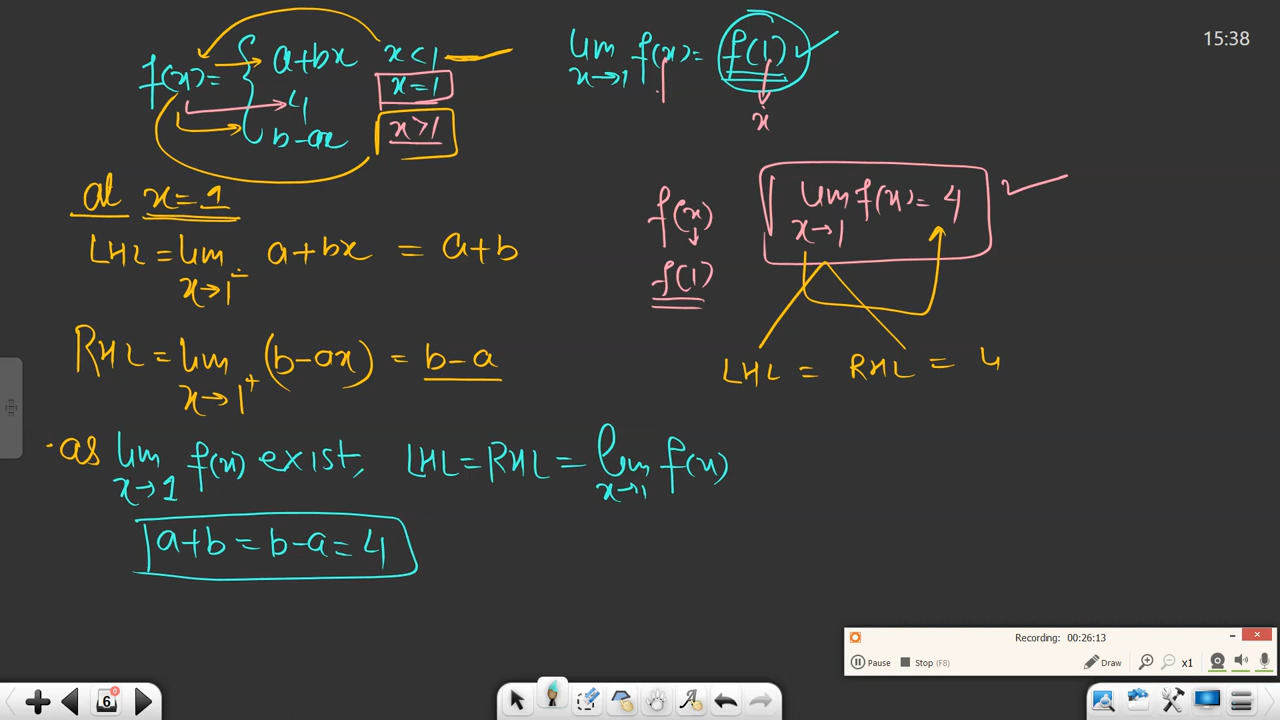 15:38
f(x)= { a+bx x<1
4 x=1
b-ax x>1
lim f(x)= f(1)
x→1
x
at x=1
LHL = lim a+bx = a+b
x→1⁻
RHL = lim (b-ax) = b-a
x→1⁺
f(x)
f(1)
lim f(x)= 4
x→1
LHL = RHL = 4
as lim f(x) exist, LHL=RHL= lim f(x)
x→1 x→1
a+b = b-a = 4
Recording: 00:26:13
Pause Stop (F8) Draw x1
6 0